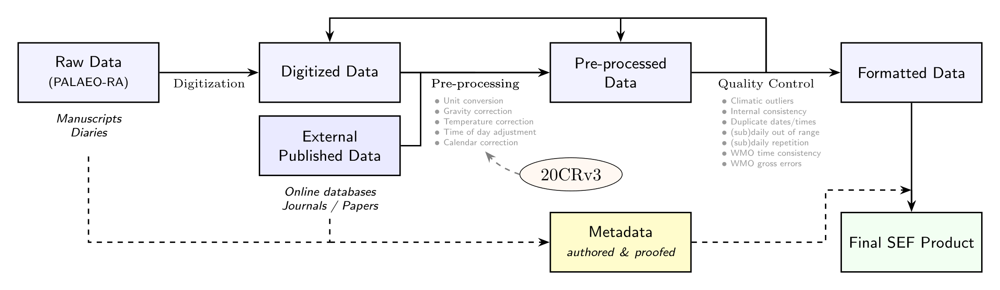 Raw Data
(PALAEO-RA)
Manuscripts
Diaries
Digitization
Digitized Data
External
Published Data
Online databases
Journals / Papers
Pre-processing
● Unit conversion
● Gravity correction
● Temperature correction
● Time of day adjustment
● Calendar correction
20CRv3
Pre-processed
Data
Quality Control
● Climatic outliers
● Internal consistency
● Duplicate dates/times
● (sub)daily out of range
● (sub)daily repetition
● WMO time consistency
● WMO gross errors
Formatted Data
Metadata
authored & proofed
Final SEF Product